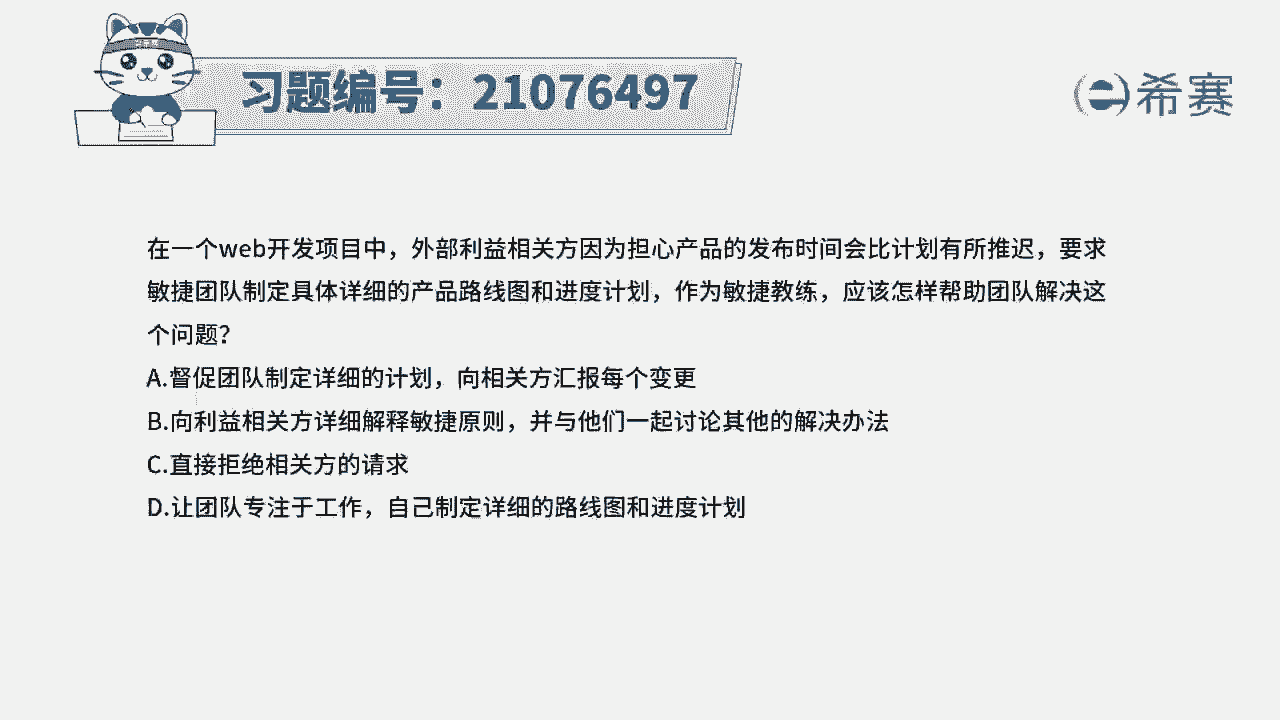 习题编号：21076497
希赛
在一个web开发项目中，外部利益相关方因为担心产品的发布时间会比计划有所推迟，要求
敏捷团队制定具体详细的产品路线图和进度计划，作为敏捷教练，应该怎样帮助团队解决这
个问题？
A.督促团队制定详细的计划，向相关方汇报每个变更
B.向利益相关方详细解释敏捷原则，并与他们一起讨论其他的解决办法
C.直接拒绝相关方的请求
D.让团队专注于工作，自己制定详细的路线图和进度计划